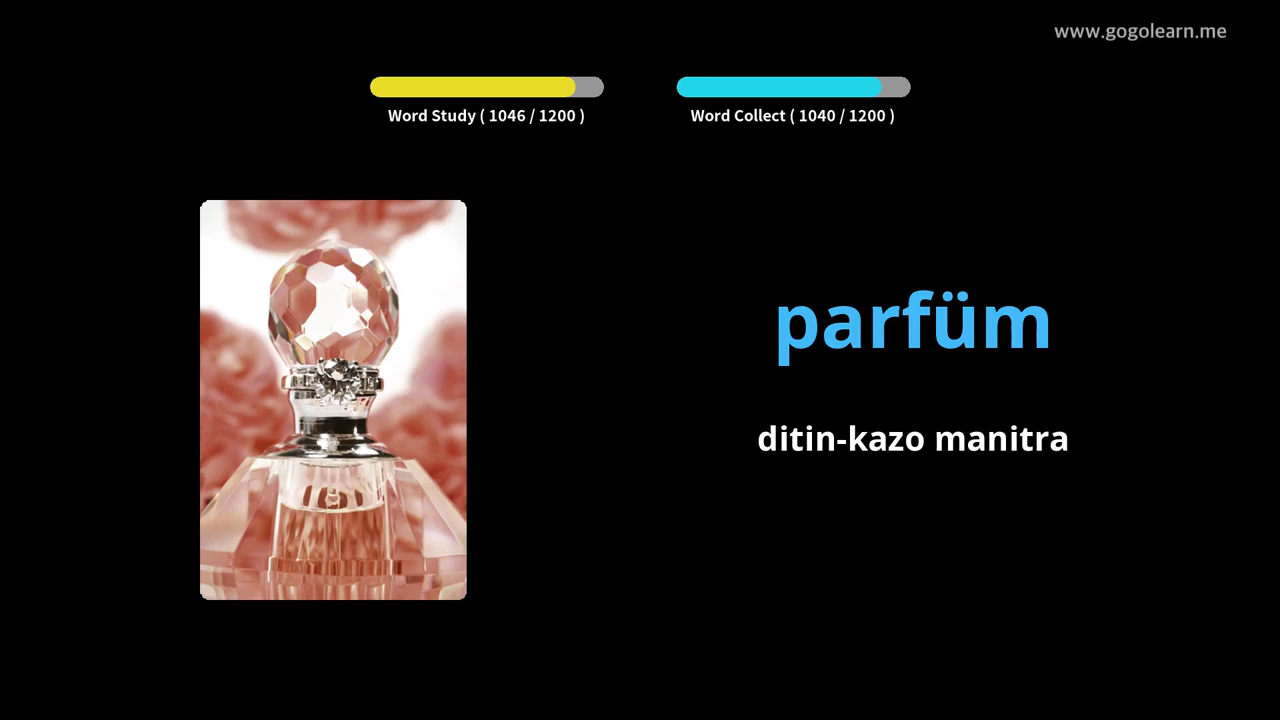 www.gogolearn.me
Word Study ( 1046 / 1200 )
Word Collect ( 1040 / 1200 )
parfüm
ditin-kazo manitra